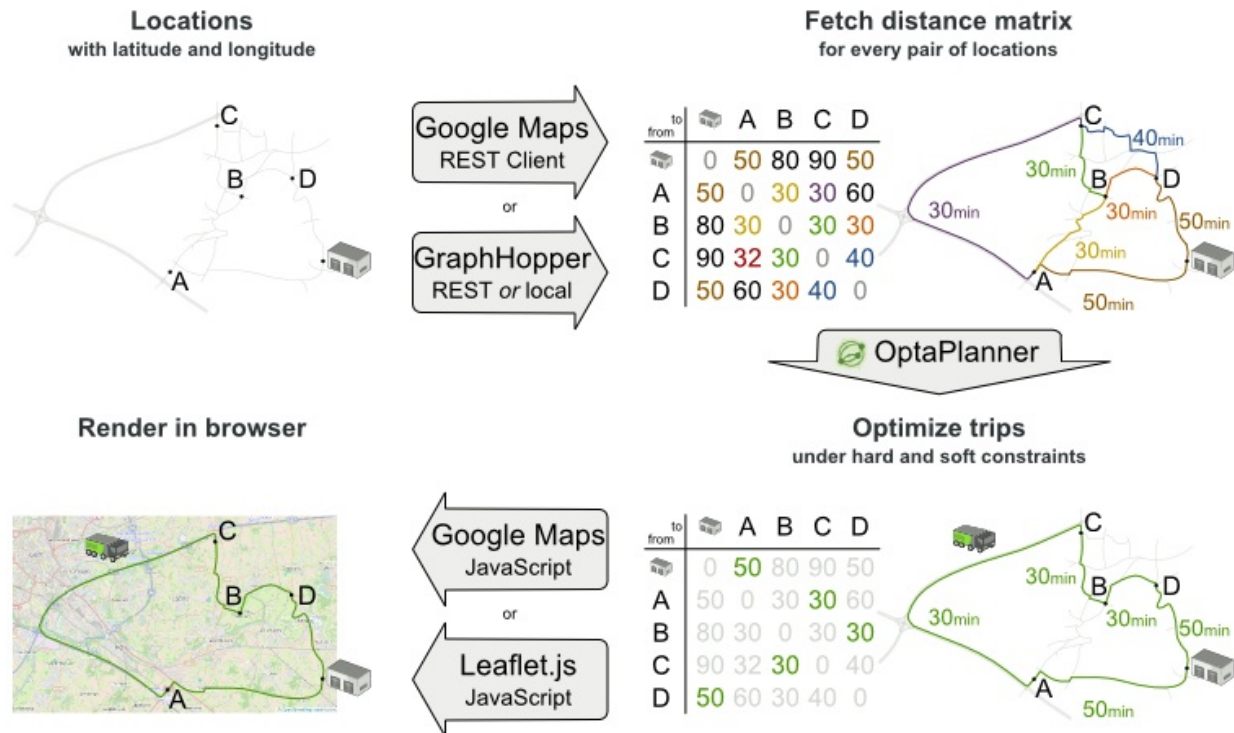 Locations
with latitude and longitude
C
B
D
A
Google Maps
REST Client
or
GraphHopper
REST or local
Fetch distance matrix
for every pair of locations
to
from
A B C D
0 50 80 90 50
A 50 0 30 30 60
B 80 30 0 30 30
C 90 32 30 0 40
D 50 60 30 40 0
C
40min
30min
B
D
30min
30min
50min
30min
A
50min
OptaPlanner
Render in browser
C
B
D
A
Google Maps
JavaScript
or
Leaflet.js
JavaScript
Optimize trips
under hard and soft constraints
to
from
A B C D
0 50 80 90 50
A 50 0 30 30 60
B 80 30 0 30 30
C 90 32 30 0 40
D 50 60 30 40 0
C
30min
B
D
30min
30min
50min
A
50min